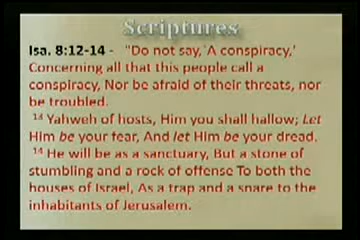 Scriptures
Isa. 8:12-14 - "Do not say, 'A conspiracy,'
Concerning all that this people call a
conspiracy, Nor be afraid of their threats, nor
be troubled.
13 Yahweh of hosts, Him you shall hallow; Let
Him be your fear, And let Him be your dread.
14 He will be as a sanctuary, But a stone of
stumbling and a rock of offense To both the
houses of Israel, As a trap and a snare to the
inhabitants of Jerusalem.